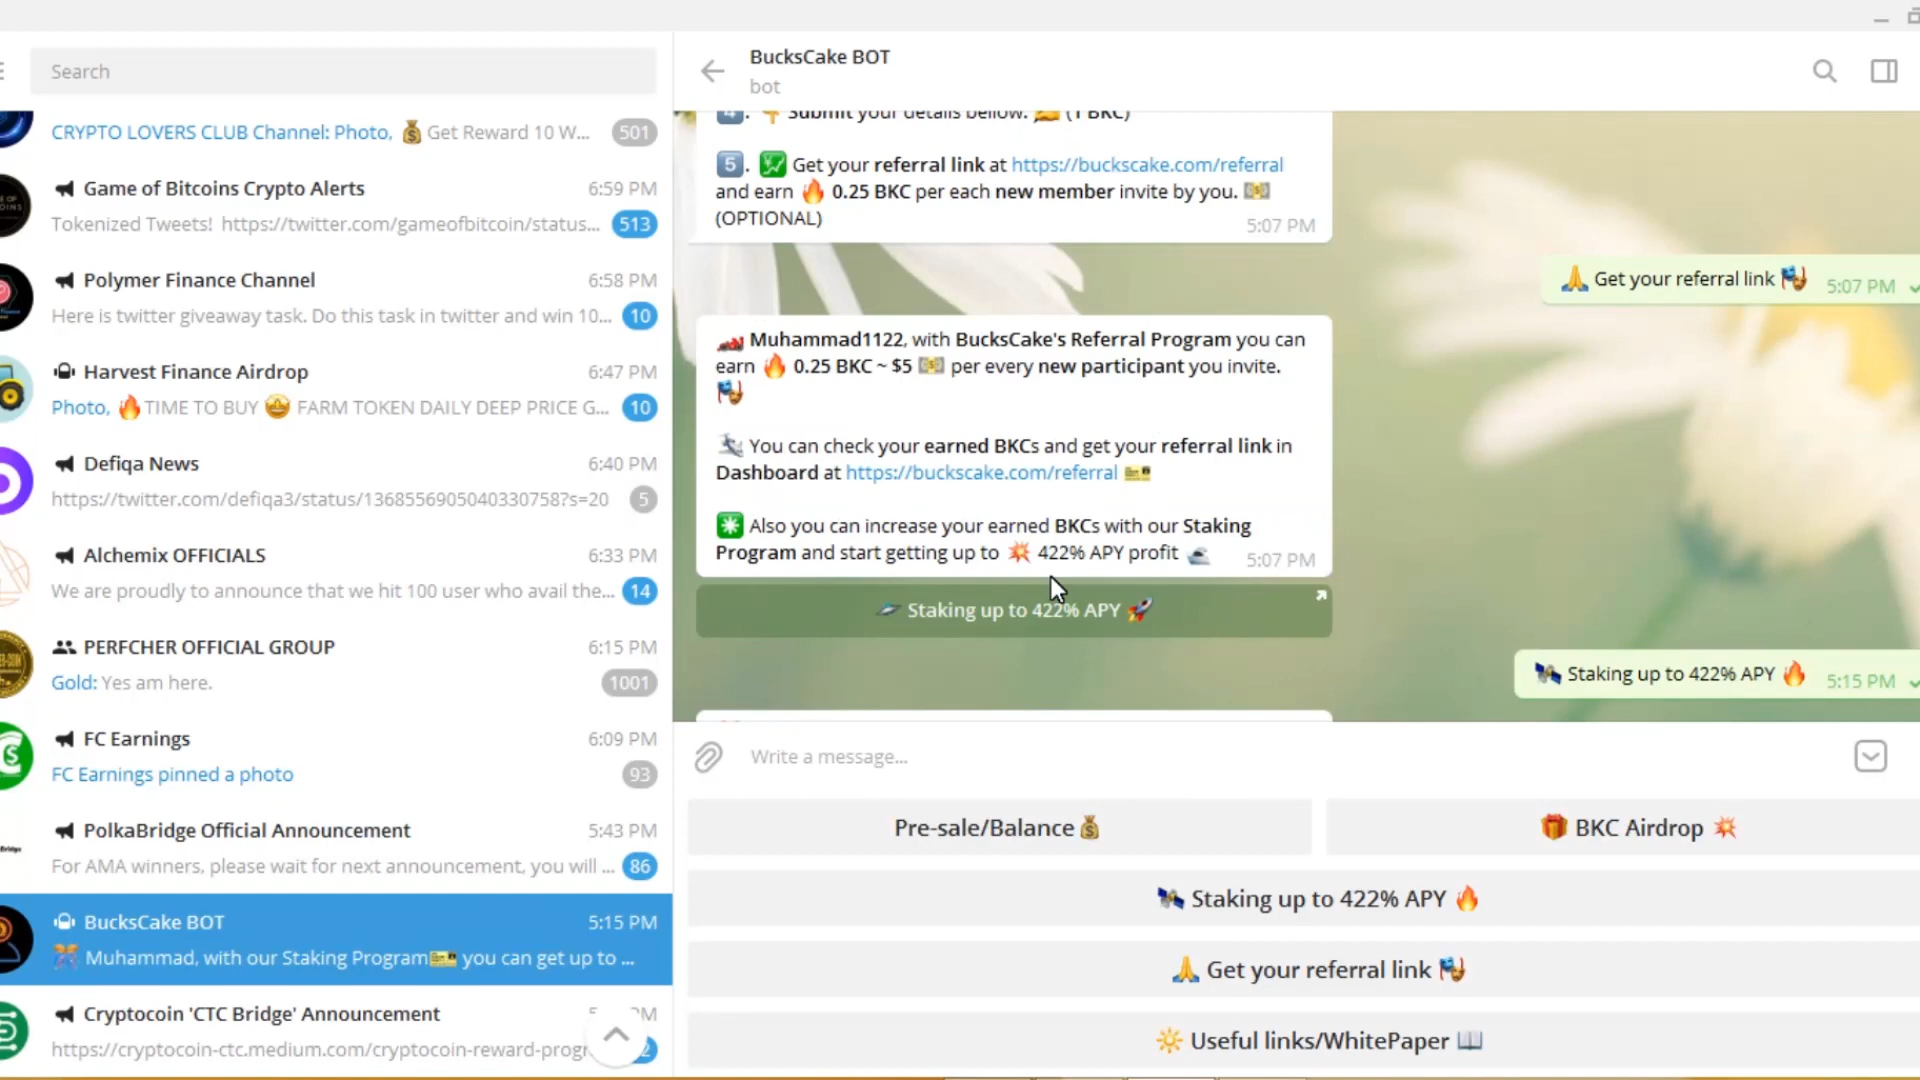 Search
CRYPTO LOVERS CLUB Channel: Photo, 💰 Get Reward 10 W... 501
Game of Bitcoins Crypto Alerts 6:59 PM
Tokenized Tweets! https://twitter.com/gameofbitcoin/status... 513
Polymer Finance Channel 6:58 PM
Here is twitter giveaway task. Do this task in twitter and win 10... 10
Harvest Finance Airdrop 6:47 PM
Photo, 🔥TIME TO BUY 🤩 FARM TOKEN DAILY DEEP PRICE G... 10
Defiqa News 6:40 PM
https://twitter.com/defiqa3/status/1368556905040330758?s=20 5
Alchemix OFFICIALS 6:33 PM
We are proudly to announce that we hit 100 user who avail the... 14
PERFCHER OFFICIAL GROUP 6:15 PM
Gold: Yes am here. 1001
FC Earnings 6:09 PM
FC Earnings pinned a photo 93
PolkaBridge Official Announcement 5:43 PM
For AMA winners, please wait for next announcement, you will ... 86
BucksCake BOT 5:15 PM
Muhammad, with our Staking Program🎫 you can get up to ...
Cryptocoin 'CTC Bridge' Announcement
https://cryptocoin-ctc.medium.com/cryptocoin-reward-progr
BucksCake BOT
bot
4. Submit your details bellow. (1 BKC)
5. 💹 Get your referral link at https://buckscake.com/referral
and earn 🔥 0.25 BKC per each new member invite by you. 💵
(OPTIONAL) 5:07 PM
🙏 Get your referral link 🎭 5:07 PM
🏎️ Muhammad1122, with BucksCake's Referral Program you can
earn 🔥 0.25 BKC ~ $5 💵 per every new participant you invite.
🎭
You can check your earned BKCs and get your referral link in
Dashboard at https://buckscake.com/referral 🎫
✳️ Also you can increase your earned BKCs with our Staking
Program and start getting up to 💥 422% APY profit 5:07 PM
Staking up to 422% APY 🚀
🛰️ Staking up to 422% APY 🔥 5:15 PM
Write a message...
Pre-sale/Balance💰
🎁 BKC Airdrop 💥
🛰️ Staking up to 422% APY 🔥
🙏 Get your referral link 🎭
🔆 Useful links/WhitePaper 📖